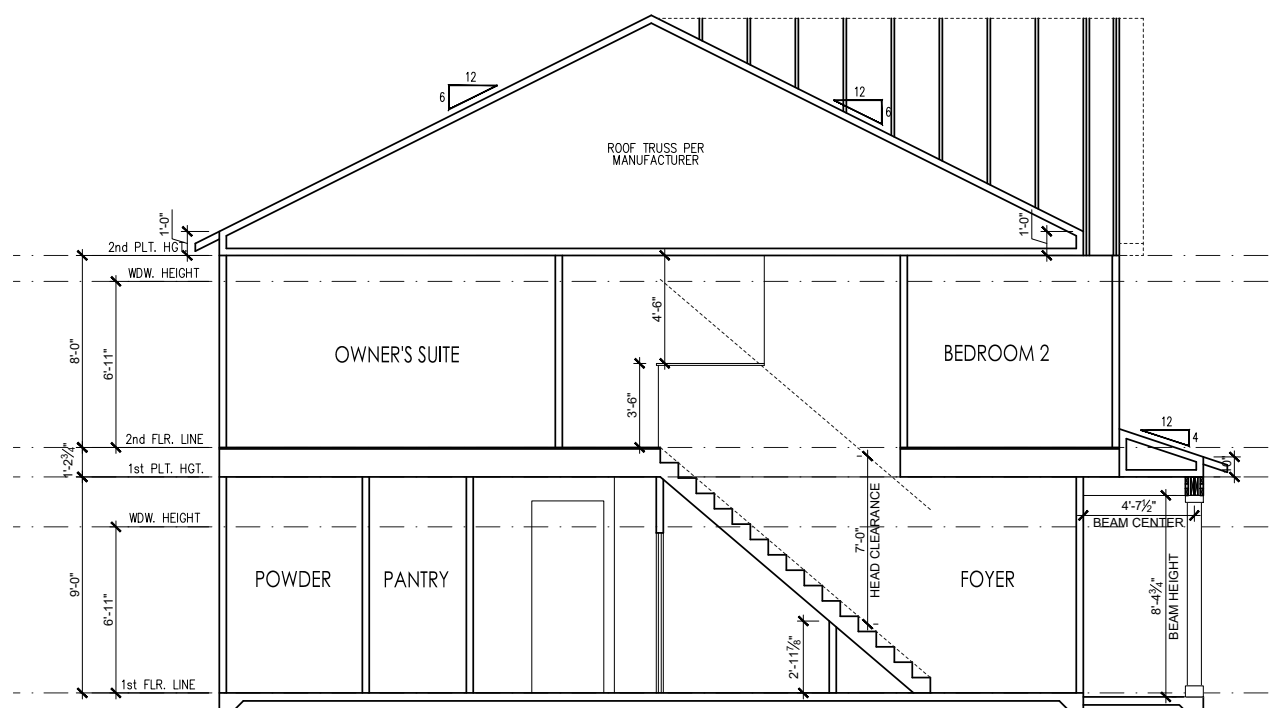 12
6
12
6
ROOF TRUSS PER
MANUFACTURER
1'-0"
1'-0"
2nd PLT. HGT.
WDW. HEIGHT
4'-6"
8'-0"
6'-11"
OWNER'S SUITE
BEDROOM 2
3'-6"
12
4
2nd FLR. LINE
1'-2¾"
1st PLT. HGT.
4'-7½"
BEAM CENTER
WDW. HEIGHT
7'-0"
HEAD CLEARANCE
9'-0"
6'-11"
POWDER
PANTRY
FOYER
8'-4¾"
BEAM HEIGHT
2'-11⅞"
1st FLR. LINE